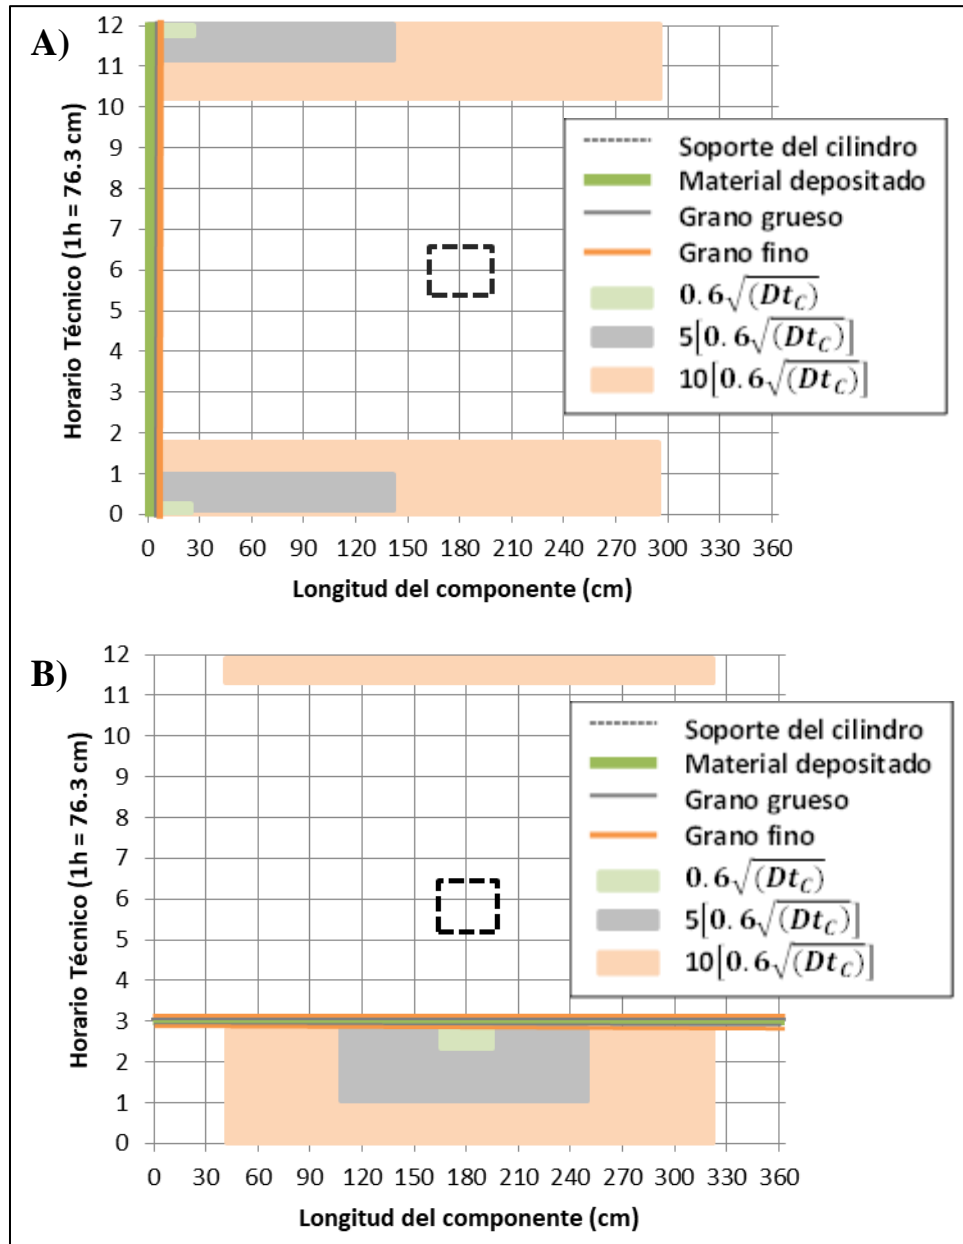 A)
Horario Técnico (1h = 76.3 cm)
12
11
10
9
8
7
6
5
4
3
2
1
0
0 30 60 90 120 150 180 210 240 270 300 330 360
Longitud del componente (cm)
Soporte del cilindro
Material depositado
Grano grueso
Grano fino
0.6√(Dt_C)
5[0.6√(Dt_C)]
10[0.6√(Dt_C)]
B)
Horario Técnico (1h = 76.3 cm)
12
11
10
9
8
7
6
5
4
3
2
1
0
0 30 60 90 120 150 180 210 240 270 300 330 360
Longitud del componente (cm)
Soporte del cilindro
Material depositado
Grano grueso
Grano fino
0.6√(Dt_C)
5[0.6√(Dt_C)]
10[0.6√(Dt_C)]